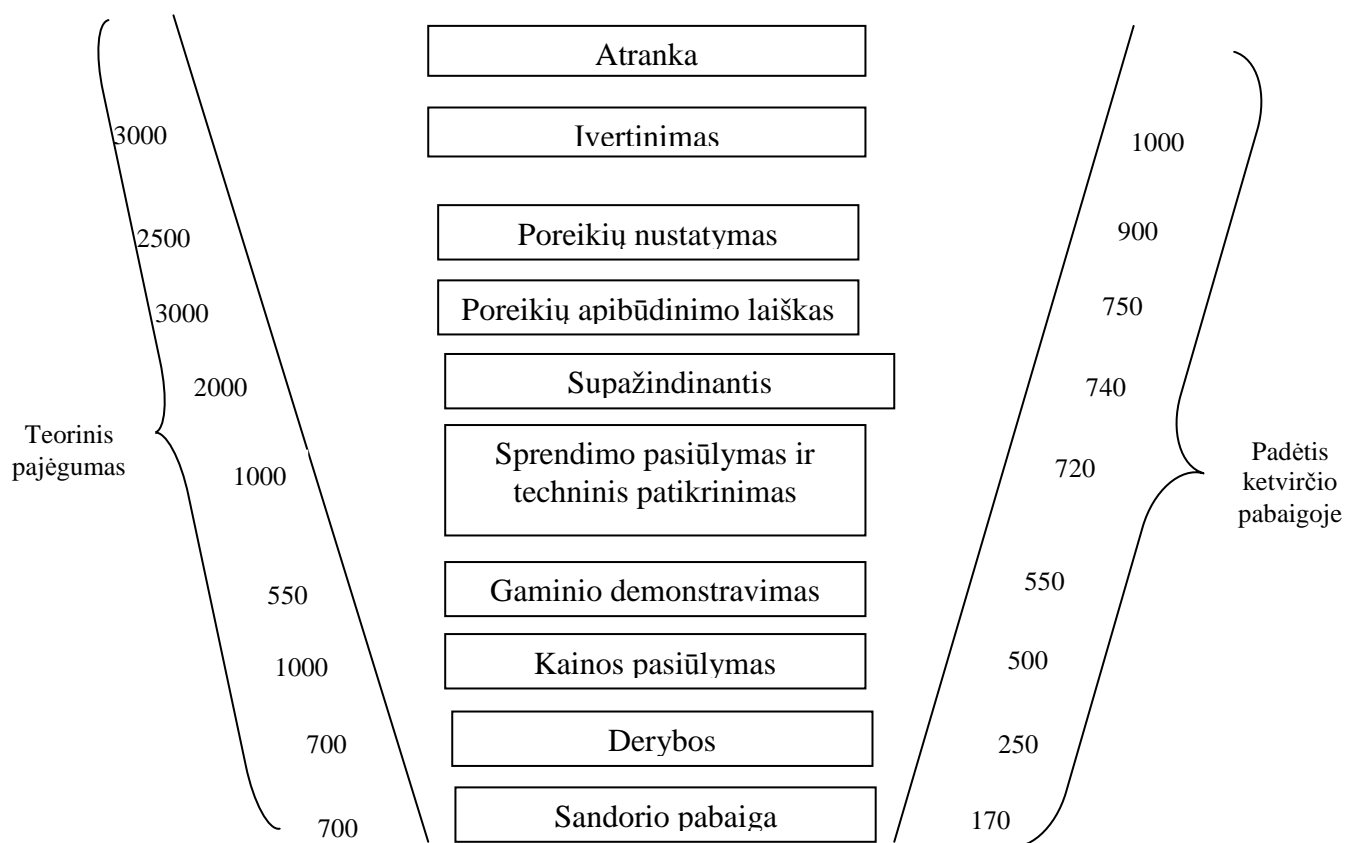 Atranka
3000
Ivertinimas
1000
2500
Poreikių nustatymas
900
3000
Poreikių apibūdinimo laiškas
750
2000
Supažindinantis
740
Teorinis
pajėgumas
1000
Sprendimo pasiūlymas ir
techninis patikrinimas
720
Padėtis
ketvirčio
pabaigoje
550
Gaminio demonstravimas
550
1000
Kainos pasiūlymas
500
700
Derybos
250
700
Sandorio pabaiga
170